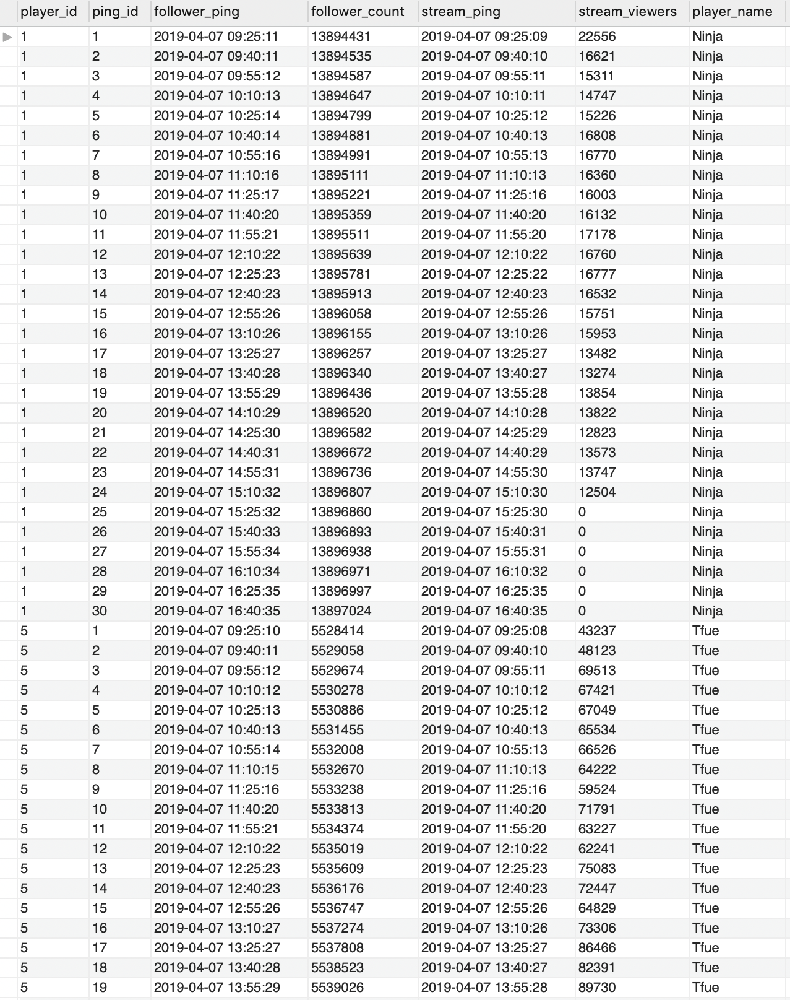 player_id ping_id follower_ping follower_count stream_ping stream_viewers player_name
1 1 2019-04-07 09:25:11 13894431 2019-04-07 09:25:09 22556 Ninja
1 2 2019-04-07 09:40:11 13894535 2019-04-07 09:40:10 16621 Ninja
1 3 2019-04-07 09:55:12 13894587 2019-04-07 09:55:11 15311 Ninja
1 4 2019-04-07 10:10:13 13894647 2019-04-07 10:10:11 14747 Ninja
1 5 2019-04-07 10:25:14 13894799 2019-04-07 10:25:12 15226 Ninja
1 6 2019-04-07 10:40:14 13894881 2019-04-07 10:40:13 16808 Ninja
1 7 2019-04-07 10:55:16 13894991 2019-04-07 10:55:13 16770 Ninja
1 8 2019-04-07 11:10:16 13895111 2019-04-07 11:10:13 16360 Ninja
1 9 2019-04-07 11:25:17 13895221 2019-04-07 11:25:16 16003 Ninja
1 10 2019-04-07 11:40:20 13895359 2019-04-07 11:40:20 16132 Ninja
1 11 2019-04-07 11:55:21 13895511 2019-04-07 11:55:20 17178 Ninja
1 12 2019-04-07 12:10:22 13895639 2019-04-07 12:10:22 16760 Ninja
1 13 2019-04-07 12:25:23 13895781 2019-04-07 12:25:22 16777 Ninja
1 14 2019-04-07 12:40:23 13895913 2019-04-07 12:40:23 16532 Ninja
1 15 2019-04-07 12:55:26 13896058 2019-04-07 12:55:26 15751 Ninja
1 16 2019-04-07 13:10:26 13896155 2019-04-07 13:10:26 15953 Ninja
1 17 2019-04-07 13:25:27 13896257 2019-04-07 13:25:27 13482 Ninja
1 18 2019-04-07 13:40:28 13896340 2019-04-07 13:40:27 13274 Ninja
1 19 2019-04-07 13:55:29 13896436 2019-04-07 13:55:28 13854 Ninja
1 20 2019-04-07 14:10:29 13896520 2019-04-07 14:10:28 13822 Ninja
1 21 2019-04-07 14:25:30 13896582 2019-04-07 14:25:29 12823 Ninja
1 22 2019-04-07 14:40:31 13896672 2019-04-07 14:40:29 13573 Ninja
1 23 2019-04-07 14:55:31 13896736 2019-04-07 14:55:30 13747 Ninja
1 24 2019-04-07 15:10:32 13896807 2019-04-07 15:10:30 12504 Ninja
1 25 2019-04-07 15:25:32 13896860 2019-04-07 15:25:30 0 Ninja
1 26 2019-04-07 15:40:33 13896893 2019-04-07 15:40:31 0 Ninja
1 27 2019-04-07 15:55:34 13896938 2019-04-07 15:55:31 0 Ninja
1 28 2019-04-07 16:10:34 13896971 2019-04-07 16:10:32 0 Ninja
1 29 2019-04-07 16:25:35 13896997 2019-04-07 16:25:35 0 Ninja
1 30 2019-04-07 16:40:35 13897024 2019-04-07 16:40:35 0 Ninja
5 1 2019-04-07 09:25:10 5528414 2019-04-07 09:25:08 43237 Tfue
5 2 2019-04-07 09:40:11 5529058 2019-04-07 09:40:10 48123 Tfue
5 3 2019-04-07 09:55:12 5529674 2019-04-07 09:55:11 69513 Tfue
5 4 2019-04-07 10:10:12 5530278 2019-04-07 10:10:12 67421 Tfue
5 5 2019-04-07 10:25:13 5530886 2019-04-07 10:25:12 67049 Tfue
5 6 2019-04-07 10:40:13 5531455 2019-04-07 10:40:13 65534 Tfue
5 7 2019-04-07 10:55:14 5532008 2019-04-07 10:55:13 66526 Tfue
5 8 2019-04-07 11:10:15 5532670 2019-04-07 11:10:13 64222 Tfue
5 9 2019-04-07 11:25:16 5533238 2019-04-07 11:25:16 59524 Tfue
5 10 2019-04-07 11:40:20 5533813 2019-04-07 11:40:20 71791 Tfue
5 11 2019-04-07 11:55:21 5534374 2019-04-07 11:55:20 63227 Tfue
5 12 2019-04-07 12:10:22 5535019 2019-04-07 12:10:22 62241 Tfue
5 13 2019-04-07 12:25:23 5535609 2019-04-07 12:25:23 75083 Tfue
5 14 2019-04-07 12:40:23 5536176 2019-04-07 12:40:23 72447 Tfue
5 15 2019-04-07 12:55:26 5536747 2019-04-07 12:55:26 64829 Tfue
5 16 2019-04-07 13:10:27 5537274 2019-04-07 13:10:26 73306 Tfue
5 17 2019-04-07 13:25:27 5537808 2019-04-07 13:25:27 86466 Tfue
5 18 2019-04-07 13:40:28 5538523 2019-04-07 13:40:27 82391 Tfue
5 19 2019-04-07 13:55:29 5539026 2019-04-07 13:55:28 89730 Tfue